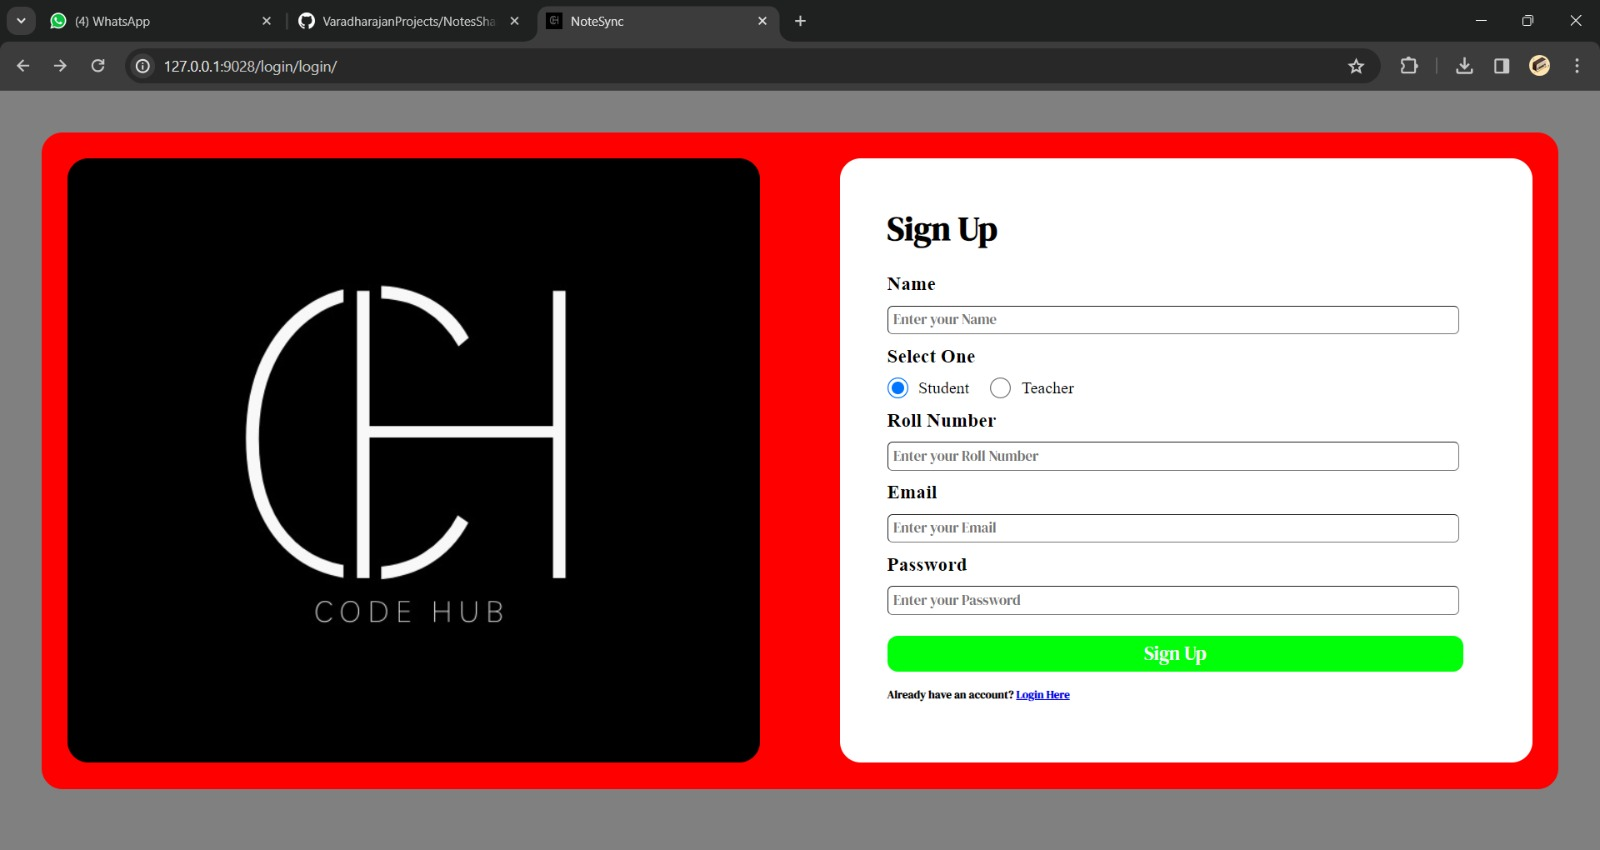 (4) WhatsApp
VaradharajanProjects/NotesSha
NoteSync
127.0.0.1:9028/login/login/
CH
CODE HUB
Sign Up
Name
Enter your Name
Select One
Student Teacher
Roll Number
Enter your Roll Number
Email
Enter your Email
Password
Enter your Password
Sign Up
Already have an account? Login Here